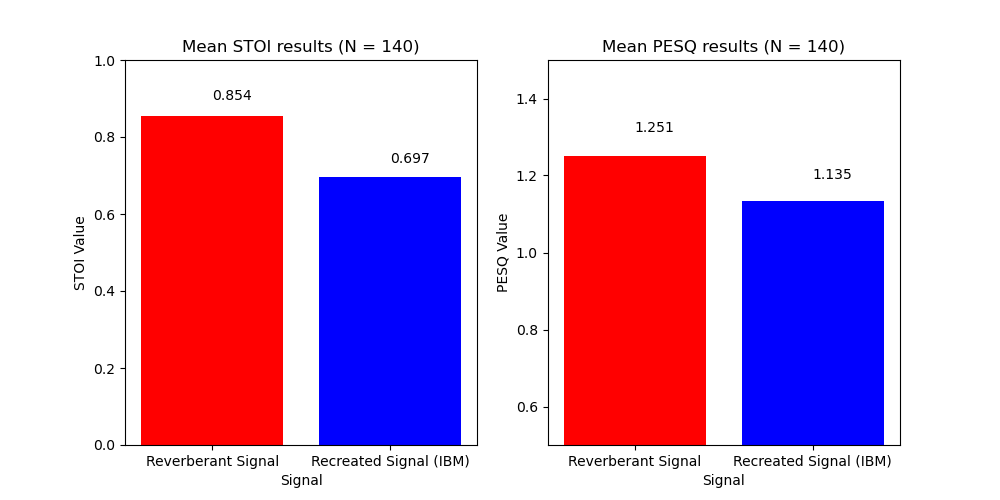 Mean STOI results (N = 140)
1.0
0.8
0.6
0.4
0.2
0.0
STOI Value
0.854
0.697
Reverberant Signal
Recreated Signal (IBM)
Signal
Mean PESQ results (N = 140)
1.4
1.2
1.0
0.8
0.6
PESQ Value
1.251
1.135
Reverberant Signal
Recreated Signal (IBM)
Signal